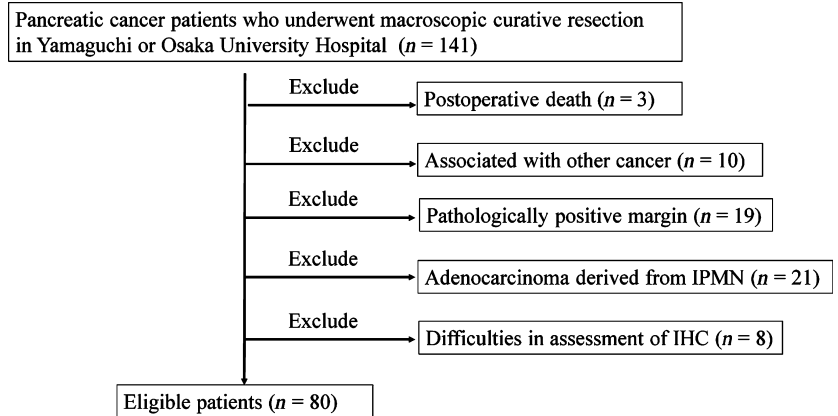 Pancreatic cancer patients who underwent macroscopic curative resection
in Yamaguchi or Osaka University Hospital (n = 141)
Exclude
Postoperative death (n = 3)
Exclude
Associated with other cancer (n = 10)
Exclude
Pathologically positive margin (n = 19)
Exclude
Adenocarcinoma derived from IPMN (n = 21)
Exclude
Difficulties in assessment of IHC (n = 8)
Eligible patients (n = 80)